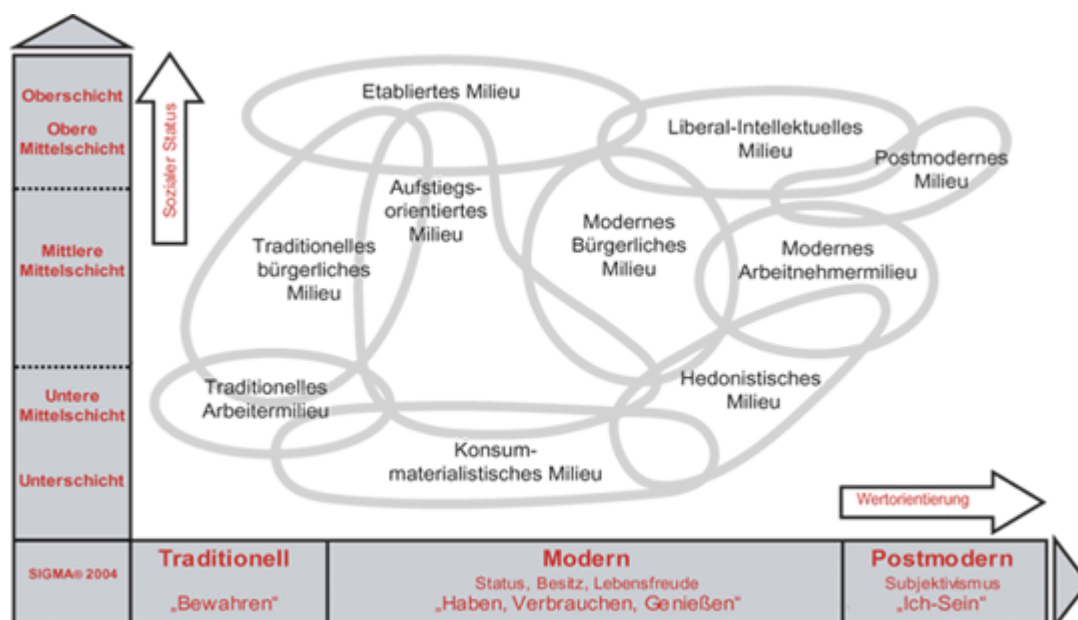 Oberschicht
Obere
Mittelschicht
Mittlere
Mittelschicht
Untere
Mittelschicht
Unterschicht
SIGMA® 2004
Sozialer Status
Etabliertes Milieu
Liberal-Intellektuelles
Milieu
Postmodernes
Milieu
Aufstiegs-
orientiertes
Milieu
Traditionelles
bürgerliches
Milieu
Modernes
Bürgerliches
Milieu
Modernes
Arbeitnehmermilieu
Traditionelles
Arbeitermilieu
Hedonistisches
Milieu
Konsum-
materialistisches Milieu
Wertorientierung
Traditionell
„Bewahren“
Modern
Status, Besitz, Lebensfreude
„Haben, Verbrauchen, Genießen“
Postmodern
Subjektivismus
„Ich-Sein“